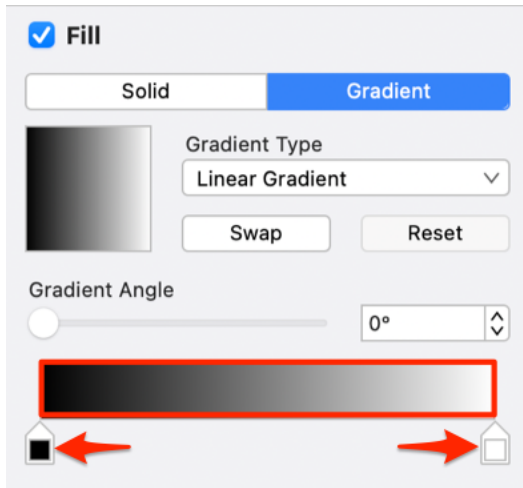 Fill
Solid Gradient
Gradient Type
Linear Gradient
Swap Reset
Gradient Angle
0°